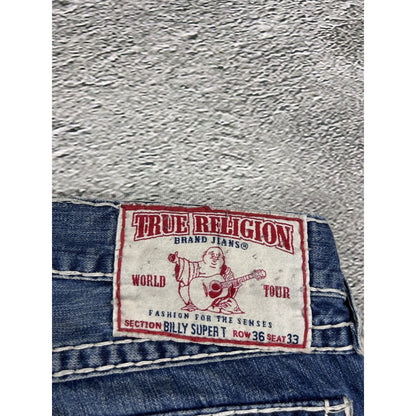 TRUE RELIGION
BRAND JEANS®
WORLD TOUR
FASHION FOR THE SENSES
SECTION BILLY SUPER T ROW 36 SEAT 33